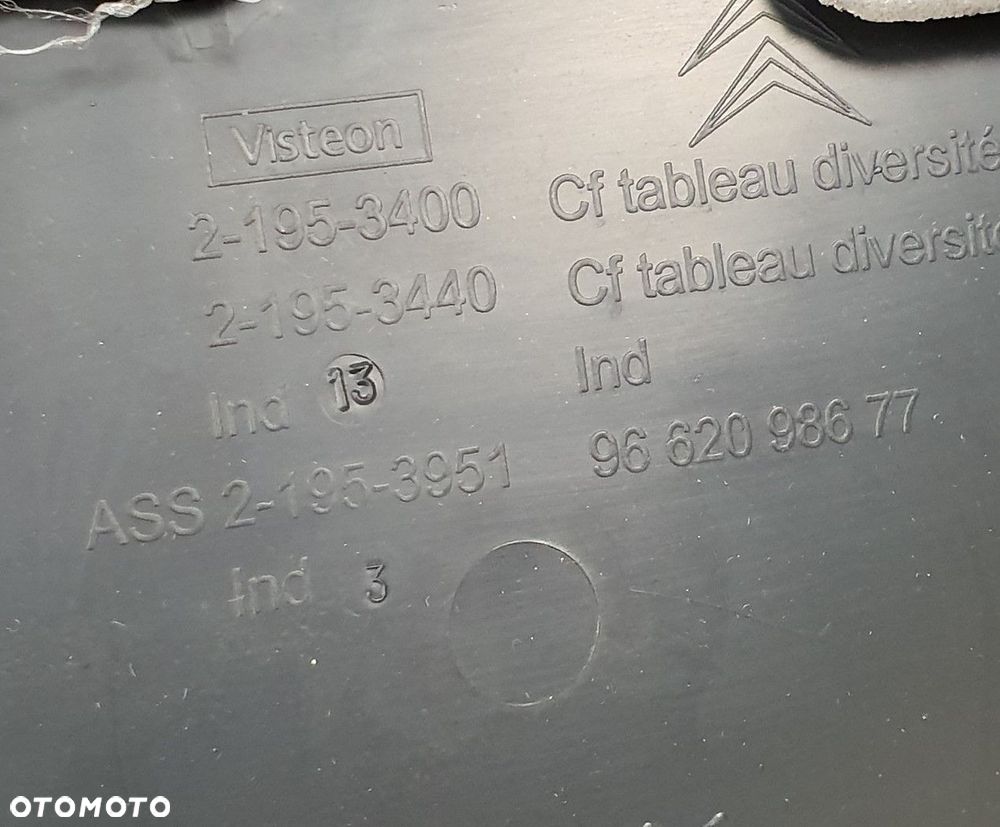 Visteon
2-195-3400 Cf tableau diversité
2-195-3440 Cf tableau diversité
Ind 13 Ind
ASS 2-195-3951 96 620 986 77
Ind 3
OTOMOTO